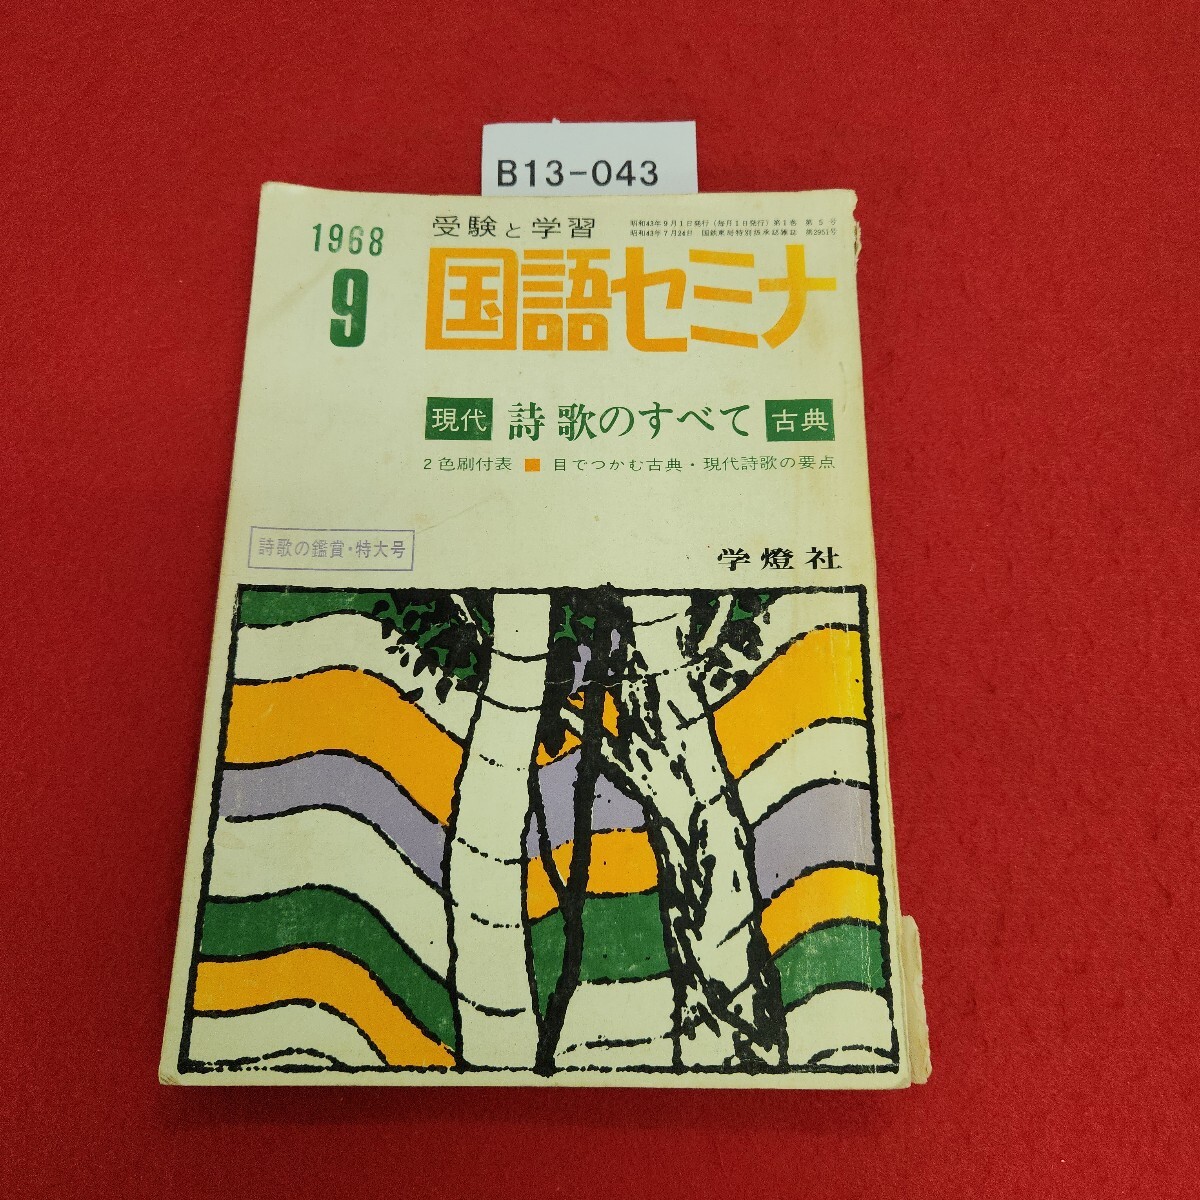 B13-043
1968
9
受験と学習
昭和43年9月1日発行(毎月1日発行)第1巻 第5号
昭和43年7月24日 国鉄東局特別扱承認雑誌 第2951号
国語セミナ
現代 詩歌のすべて 古典
2色刷付表 ■ 目でつかむ古典・現代詩歌の要点
詩歌の鑑賞・特大号
学燈社